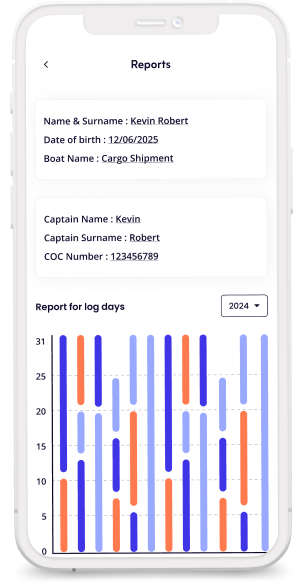 Reports
Name & Surname : Kevin Robert
Date of birth : 12/06/2025
Boat Name : Cargo Shipment
Captain Name : Kevin
Captain Surname : Robert
COC Number : 123456789
Report for log days
2024
31
25
20
15
10
5
0